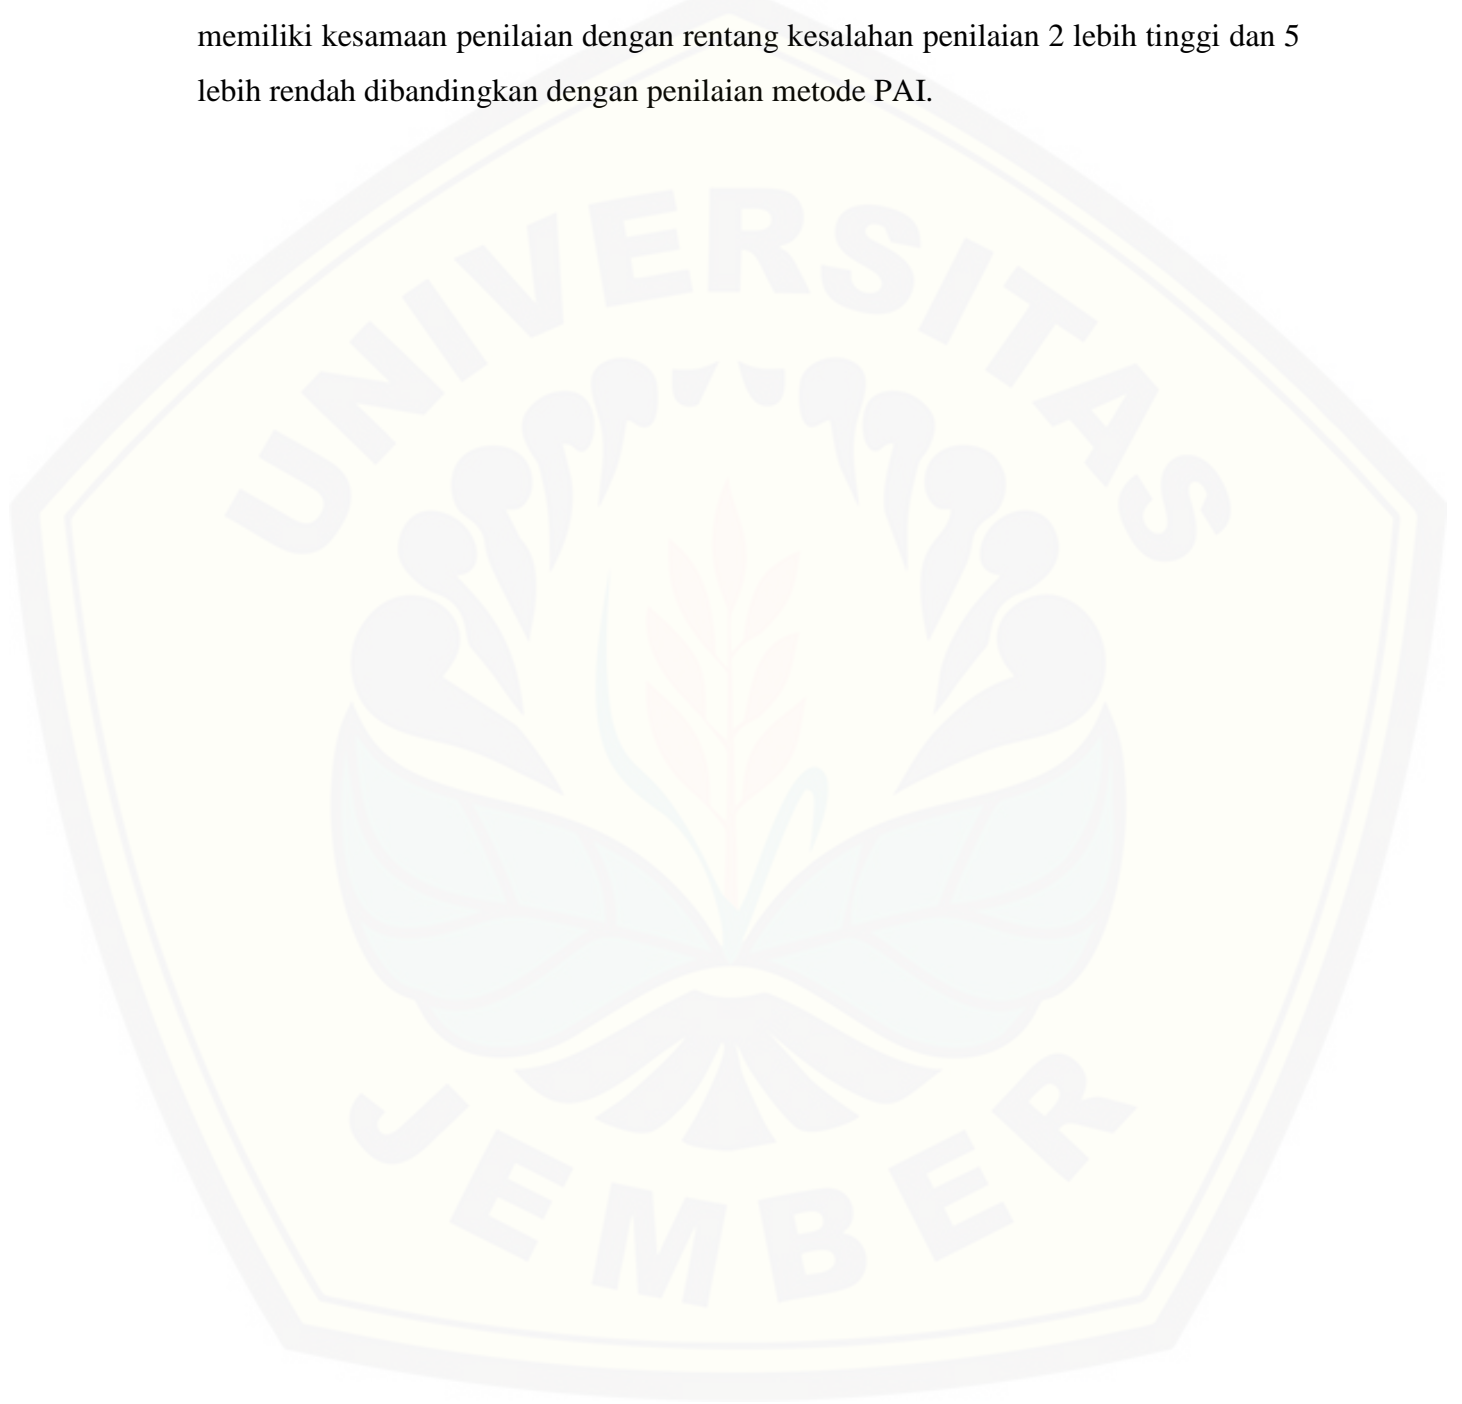 memiliki kesamaan penilaian dengan rentang kesalahan penilaian 2 lebih tinggi dan 5
lebih rendah dibandingkan dengan penilaian metode PAI.
UNIVERSITAS
JEMBER